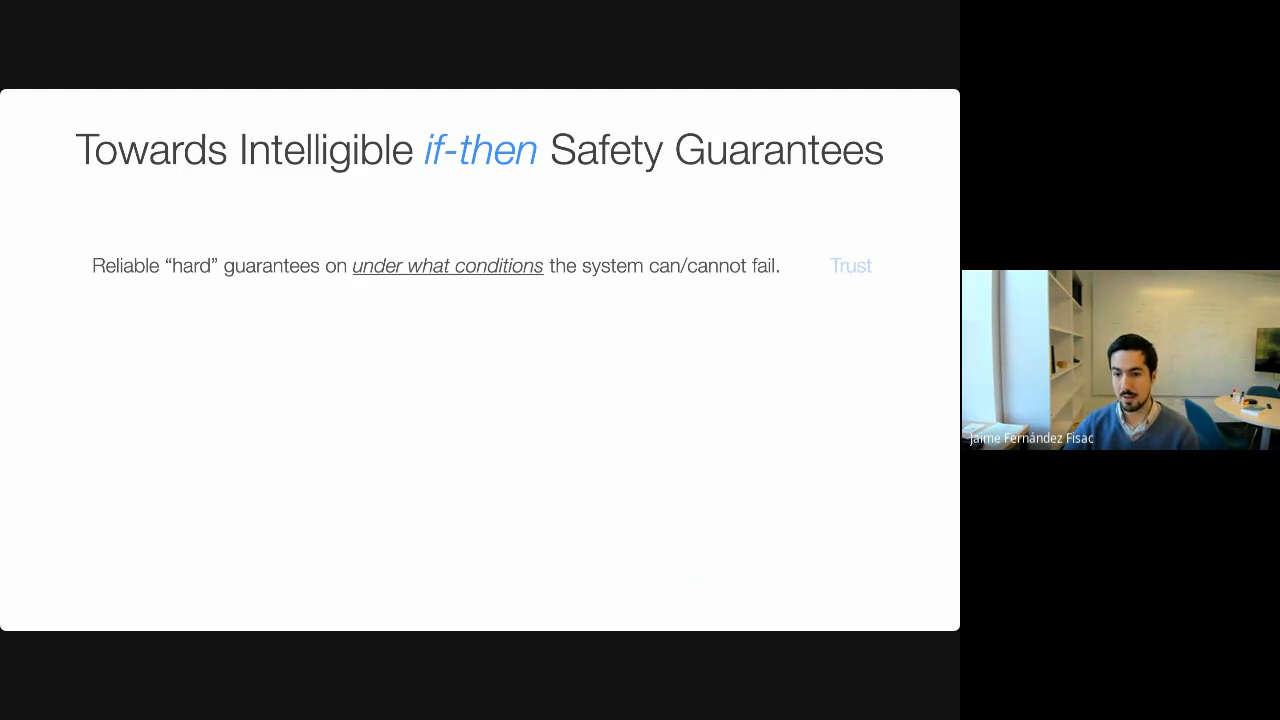 Towards Intelligible if-then Safety Guarantees
Reliable “hard” guarantees on under what conditions the system can/cannot fail.
Trust
Jaime Fernández Fisac